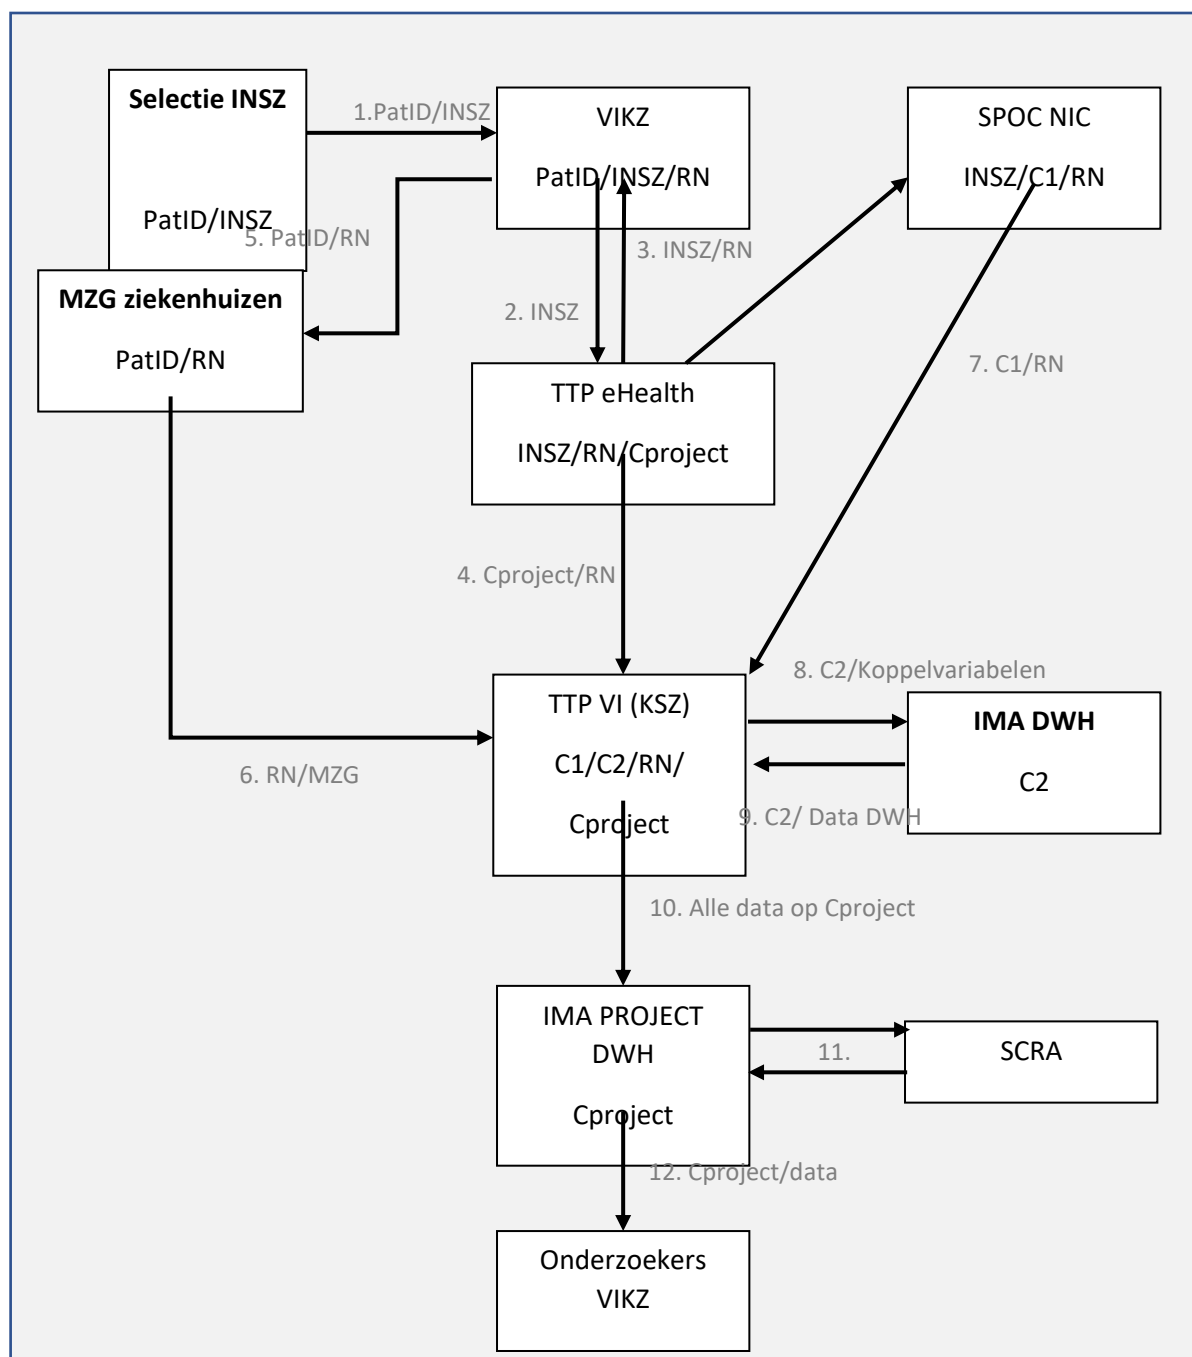 Selectie INSZ
PatID/INSZ
1.PatID/INSZ
VIKZ
PatID/INSZ/RN
SPOC NIC
INSZ/C1/RN
5. PatID/RN
3. INSZ/RN
MZG ziekenhuizen
PatID/RN
2. INSZ
7. C1/RN
TTP eHealth
INSZ/RN/Cproject
4. Cproject/RN
8. C2/Koppelvariabelen
TTP VI (KSZ)
C1/C2/RN/
Cproject
6. RN/MZG
IMA DWH
C2
9. C2/ Data DWH
10. Alle data op Cproject
IMA PROJECT
DWH
Cproject
11.
SCRA
12. Cproject/data
Onderzoekers
VIKZ